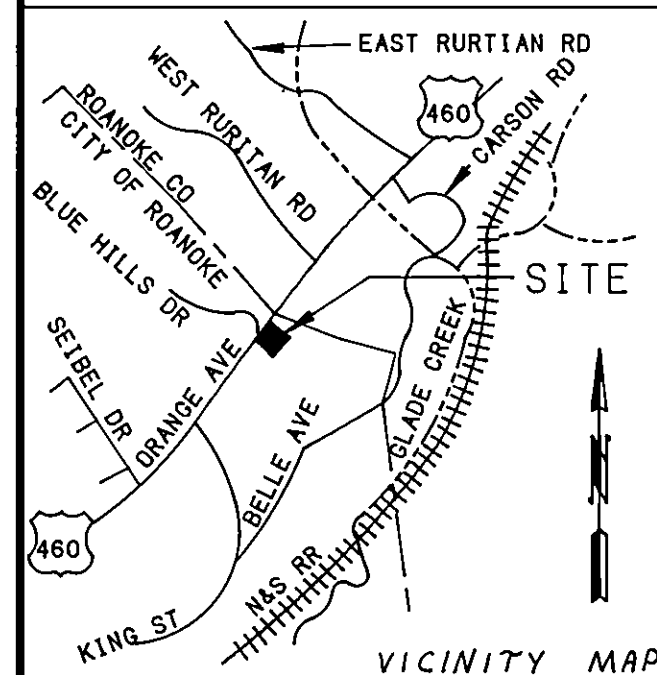 EAST RURTIAN RD
WEST RURITAN RD
460
CARSON RD
ROANOKE CO
CITY OF ROANOKE
BLUE HILLS DR
SITE
SEIBEL DR
ORANGE AVE
GLADE CREEK
BELLE AVE
N
460
N&S RR
KING ST
VICINITY MAP